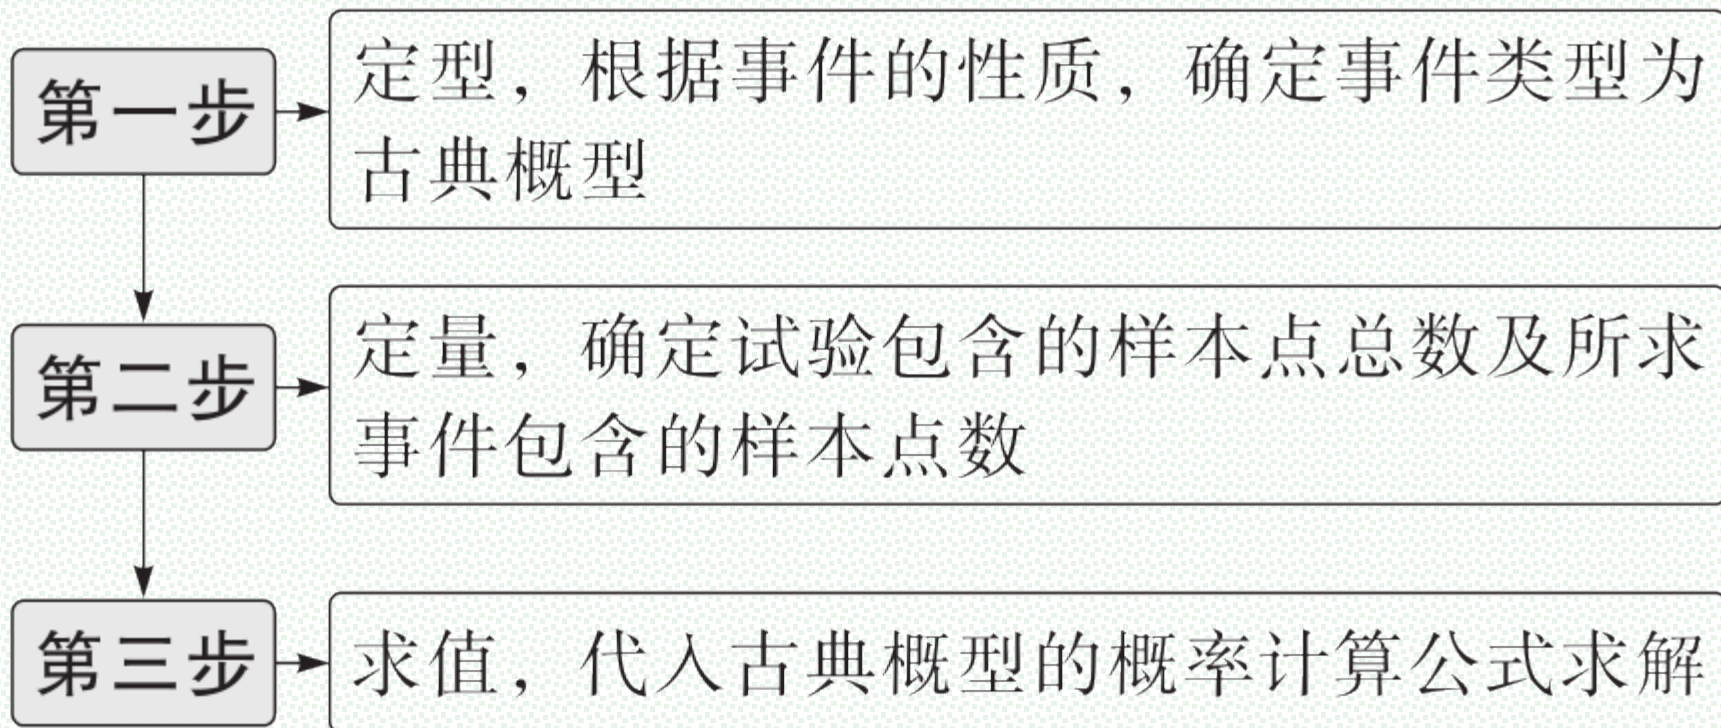 第一步
定型，根据事件的性质，确定事件类型为
古典概型
第二步
定量，确定试验包含的样本点总数及所求
事件包含的样本点数
第三步
求值，代入古典概型的概率计算公式求解